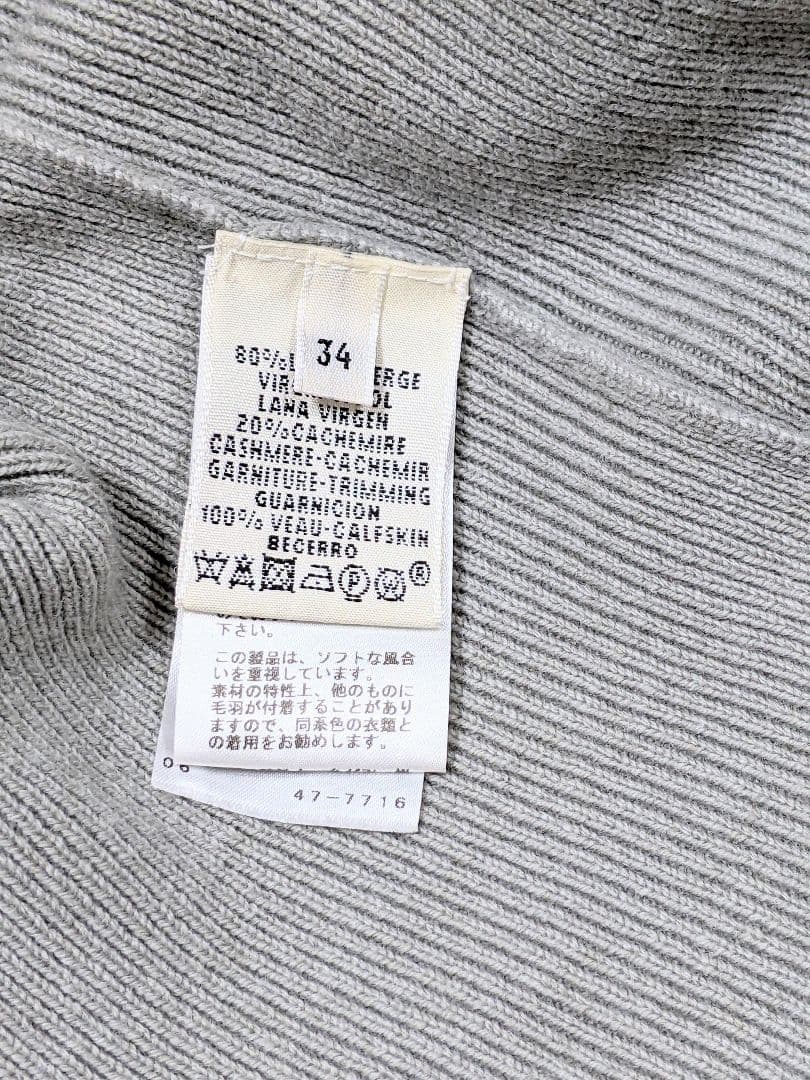 34
80% ERGE
VIR OL
LANA VIRGEN
20%CACHEMIRE
CASHMERE-CACHEMIR
GARNITURE-TRIMMING
GUARNICION
100% VEAU-CALFSKIN
BECERRO
P
®
下さい。
この製品は、ソフトな風合
いを重視しています。
素材の特性上、他のものに
毛羽が付着することがあり
ますので、同系色の衣類と
の着用をお勧めします。
06
47-7716